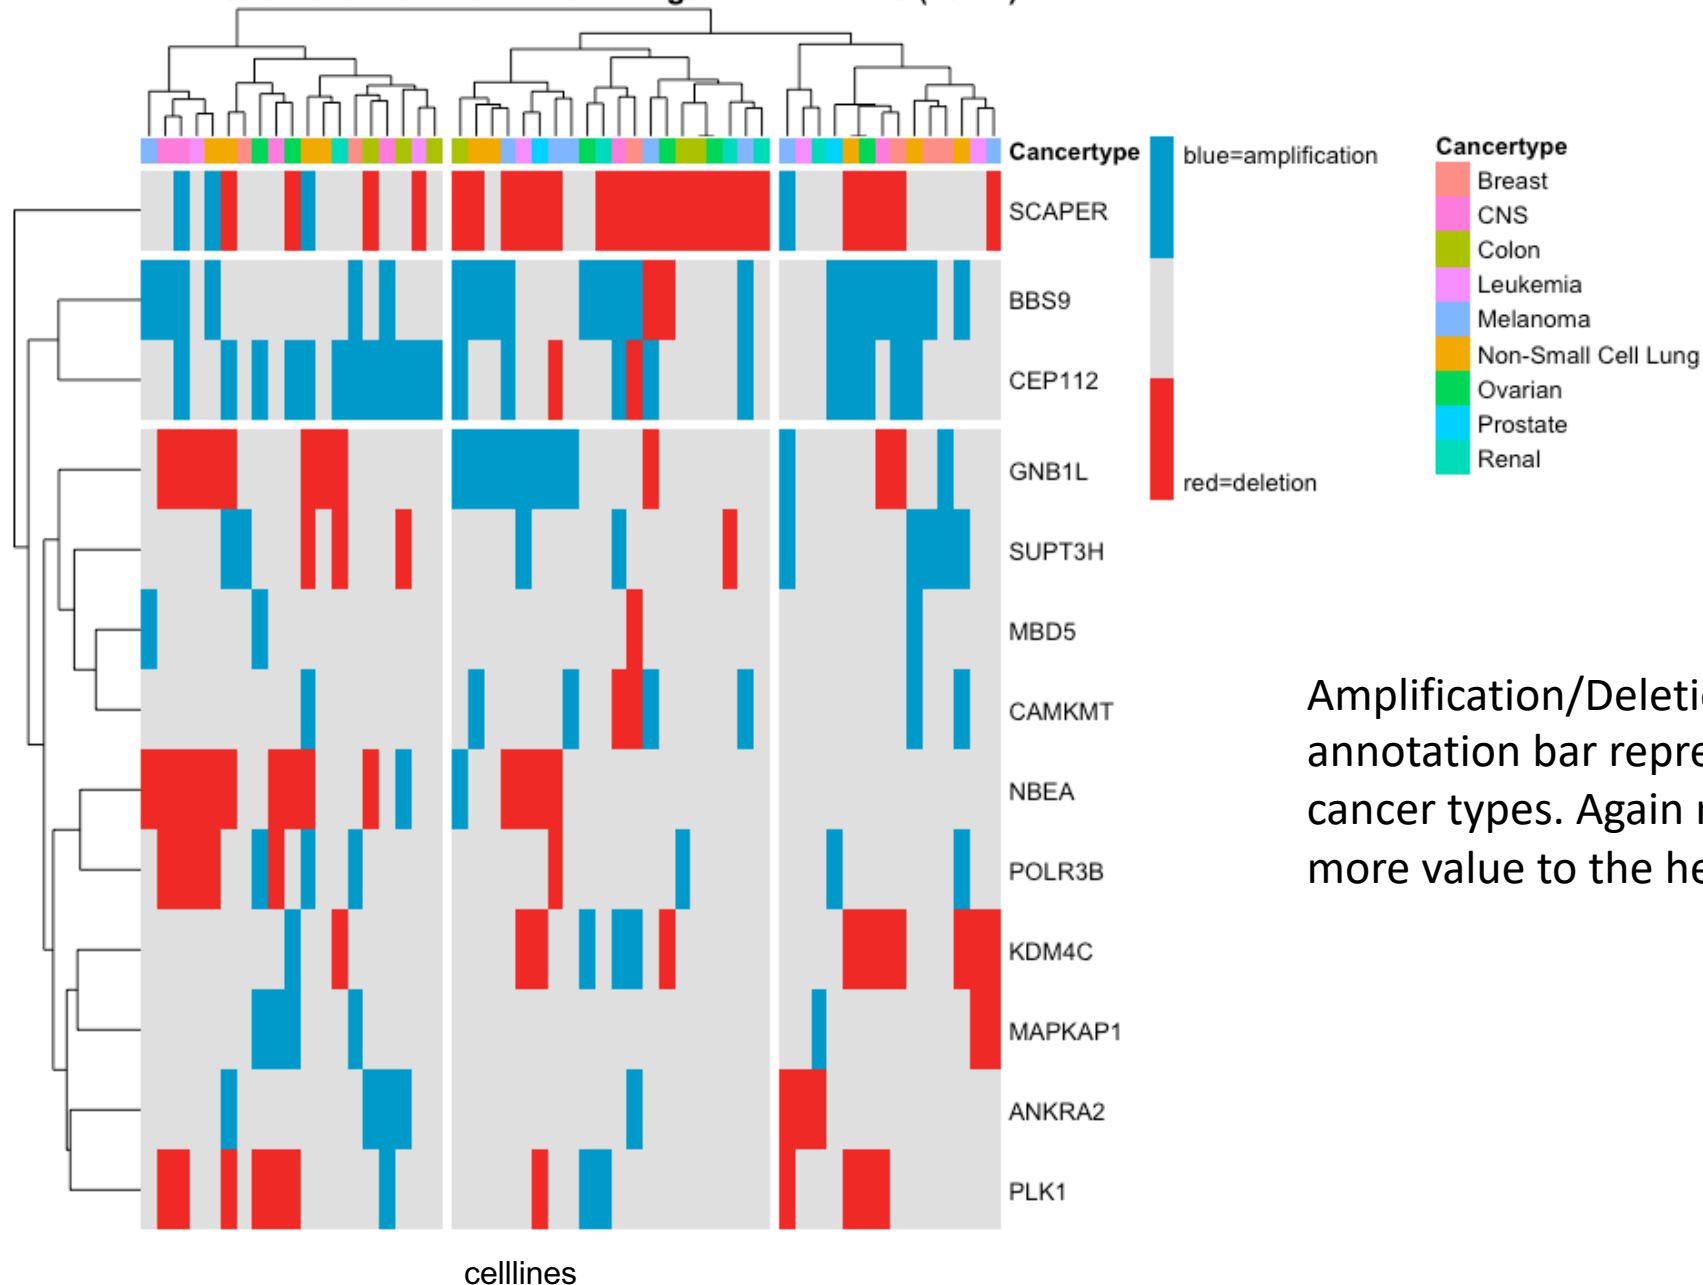 Cancertype
SCAPER
BBS9
CEP112
GNB1L
SUPT3H
MBD5
CAMKMT
NBEA
POLR3B
KDM4C
MAPKAP1
ANKRA2
PLK1
celllines
blue=amplification
red=deletion
Cancertype
Breast
CNS
Colon
Leukemia
Melanoma
Non-Small Cell Lung
Ovarian
Prostate
Renal
Amplification/Deleti
annotation bar repre
cancer types. Again
more value to the he